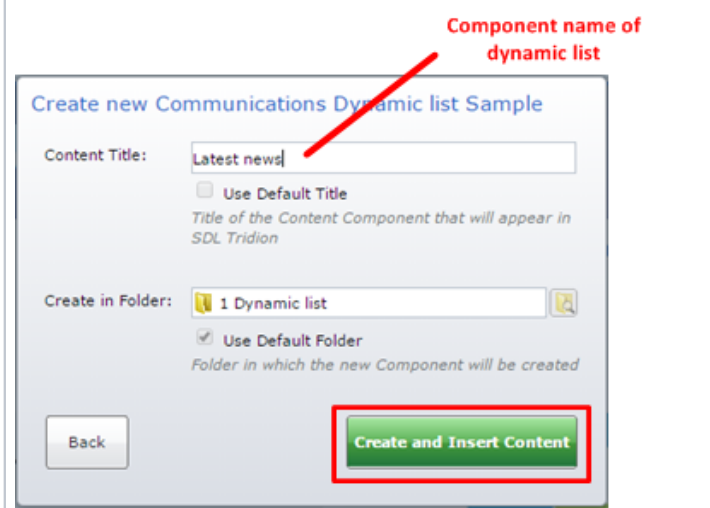 Component name of
dynamic list
Create new Communications Dynamic list Sample
Content Title:
Latest news
Use Default Title
Title of the Content Component that will appear in
SDL Tridion
Create in Folder:
1 Dynamic list
Use Default Folder
Folder in which the new Component will be created
Back
Create and Insert Content